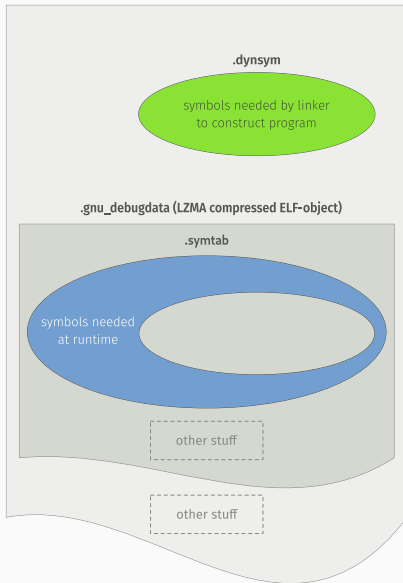 .dynsym
symbols needed by linker
to construct program
.gnu_debugdata (LZMA compressed ELF-object)
.symtab
symbols needed
at runtime
other stuff
other stuff